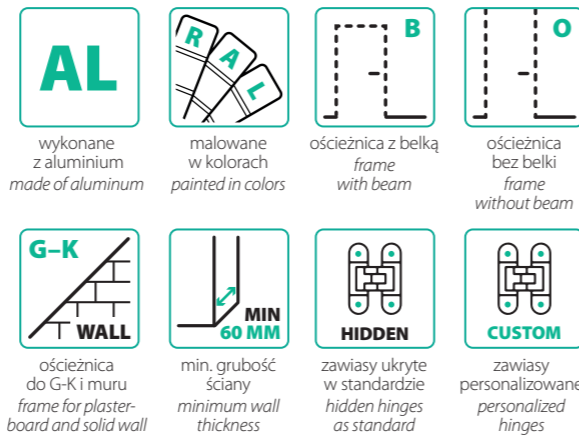 AL
wykonane
z aluminium
made of aluminum
R A L
malowane
w kolorach
painted in colors
B
ościeżnica z belką
frame
with beam
O
ościeżnica
bez belki
frame
without beam
G–K
WALL
ościeżnica
do G-K i muru
frame for plaster-
board and solid wall
MIN
60 MM
min. grubość
ściany
minimum wall
thickness
HIDDEN
zawiasy ukryte
w standardzie
hidden hinges
as standard
CUSTOM
zawiasy
personalizowane
personalized
hinges